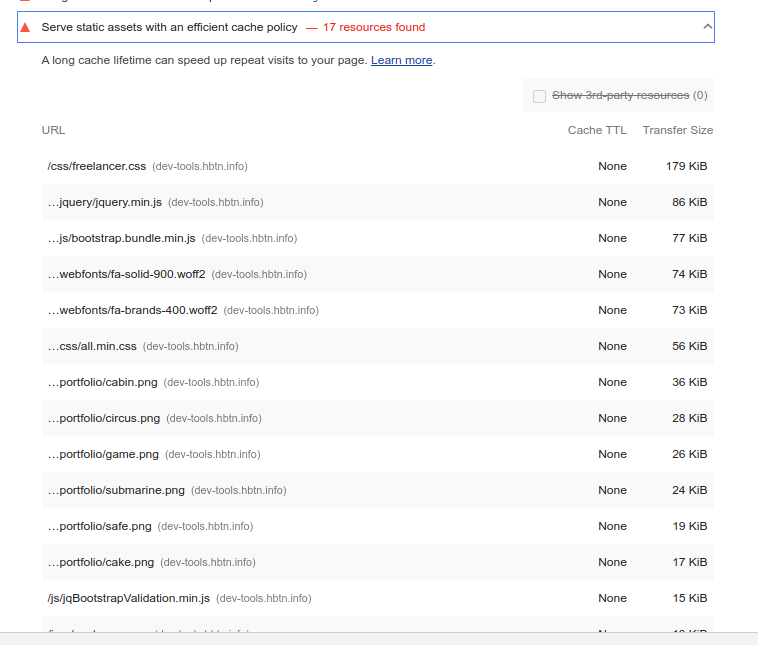 Serve static assets with an efficient cache policy — 17 resources found
A long cache lifetime can speed up repeat visits to your page. Learn more.
Show 3rd-party resources (0)
URL Cache TTL Transfer Size
/css/freelancer.css (dev-tools.hbtn.info) None 179 KiB
…jquery/jquery.min.js (dev-tools.hbtn.info) None 86 KiB
…js/bootstrap.bundle.min.js (dev-tools.hbtn.info) None 77 KiB
…webfonts/fa-solid-900.woff2 (dev-tools.hbtn.info) None 74 KiB
…webfonts/fa-brands-400.woff2 (dev-tools.hbtn.info) None 73 KiB
…css/all.min.css (dev-tools.hbtn.info) None 56 KiB
…portfolio/cabin.png (dev-tools.hbtn.info) None 36 KiB
…portfolio/circus.png (dev-tools.hbtn.info) None 28 KiB
…portfolio/game.png (dev-tools.hbtn.info) None 26 KiB
…portfolio/submarine.png (dev-tools.hbtn.info) None 24 KiB
…portfolio/safe.png (dev-tools.hbtn.info) None 19 KiB
…portfolio/cake.png (dev-tools.hbtn.info) None 17 KiB
/js/jqBootstrapValidation.min.js (dev-tools.hbtn.info) None 15 KiB